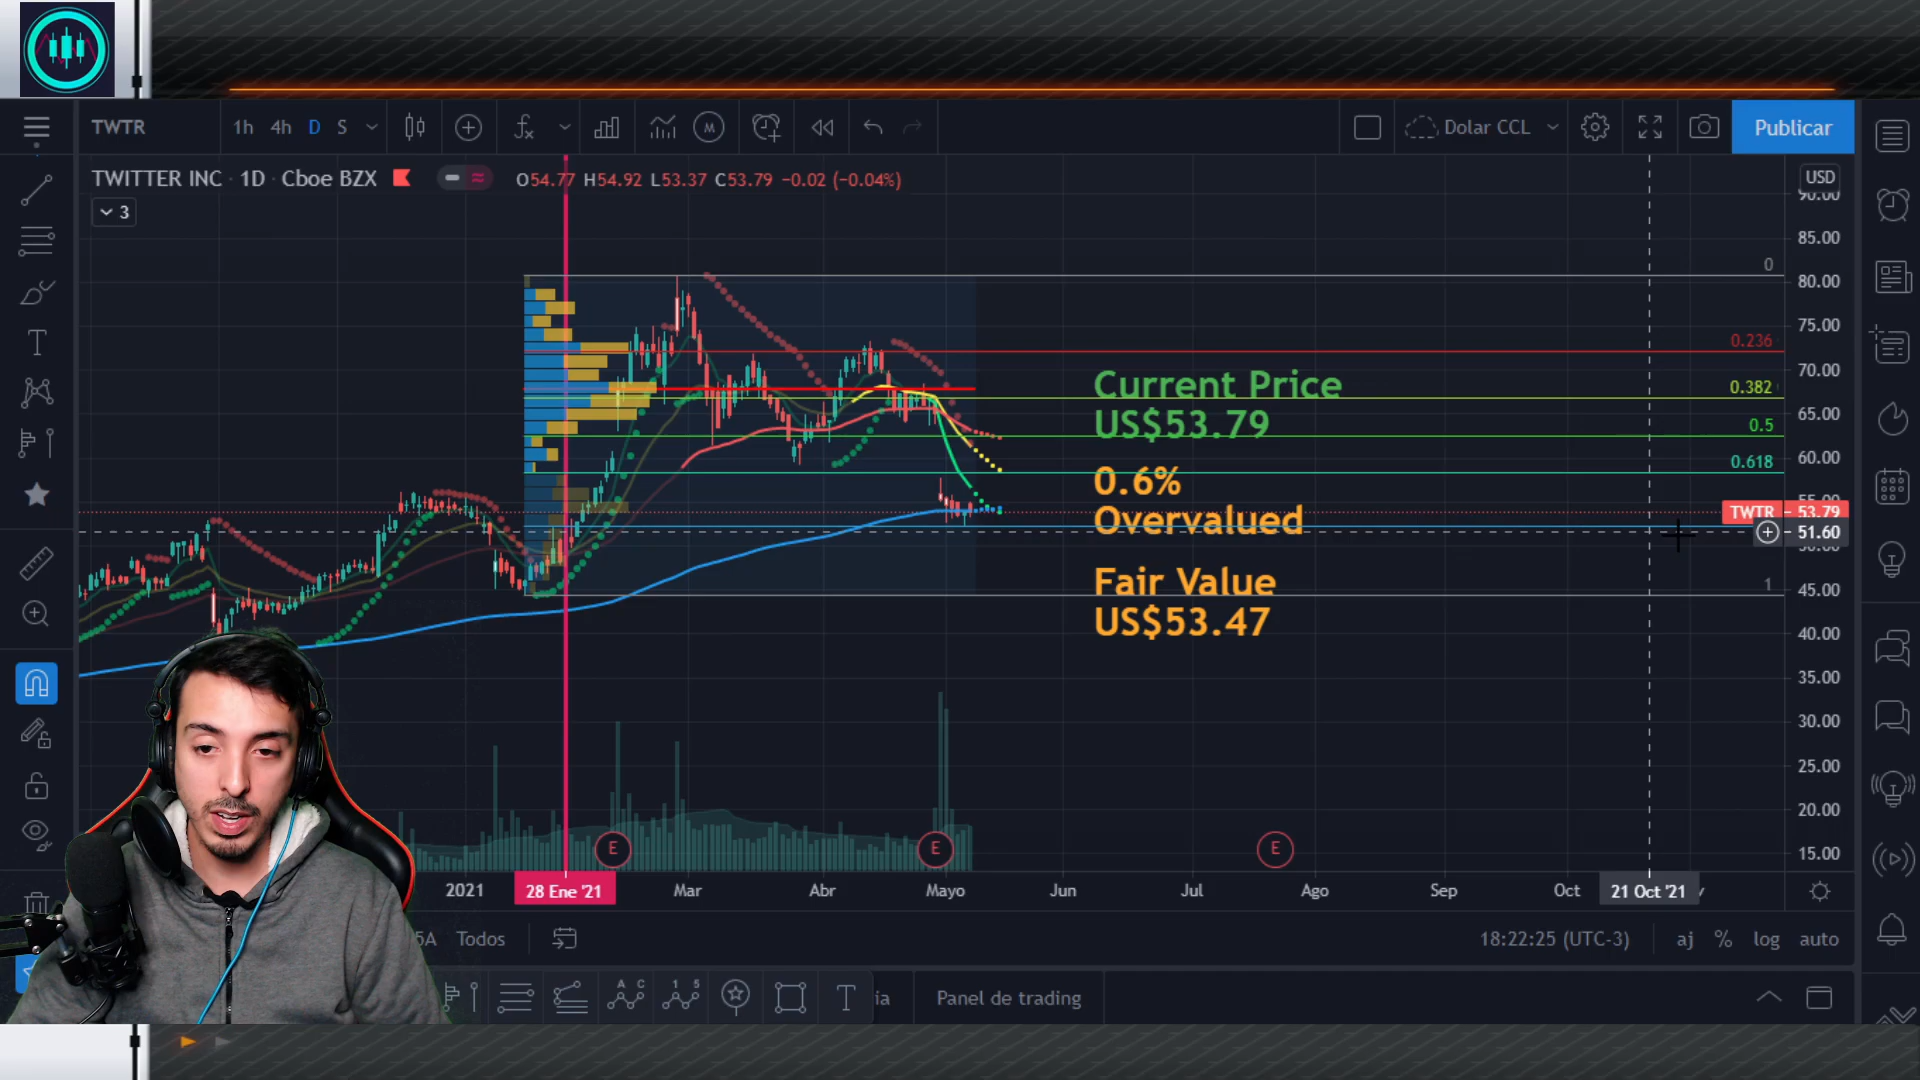 TWTR
1h 4h D S
M
Dolar CCL
Publicar
TWITTER INC · 1D · Cboe BZX
O54.77 H54.92 L53.37 C53.79 −0.02 (−0.04%)
USD
3
90.00
85.00
0
80.00
75.00
0.236
70.00
Current Price
0.382
US$53.79
65.00
0.5
0.618
60.00
0.6%
55.00
Overvalued
TWTR 53.79
51.60
50.00
Fair Value
1
45.00
US$53.47
40.00
35.00
30.00
25.00
20.00
E E E
15.00
2021 28 Ene '21 Mar Abr Mayo Jun Jul Ago Sep Oct 21 Oct '21
5A Todos
18:22:25 (UTC-3)
aj % log auto
A C
1 5
T
ia
Panel de trading